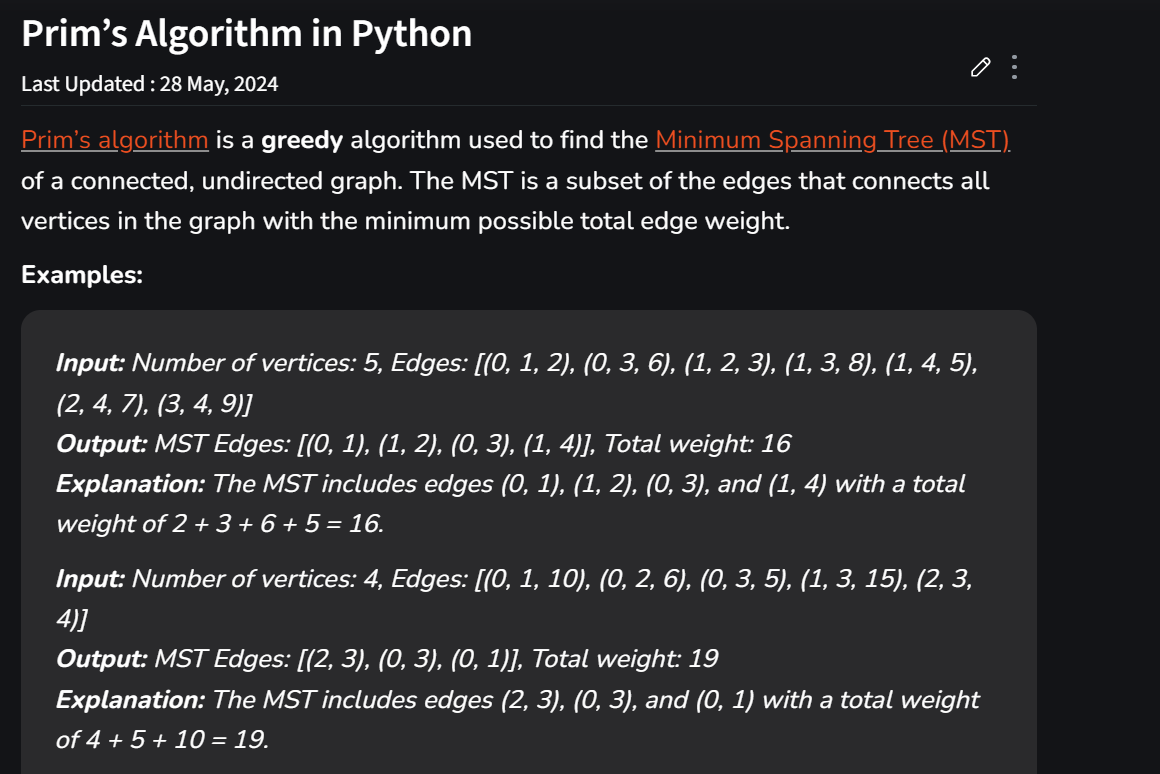 Prim’s Algorithm in Python
Last Updated : 28 May, 2024
Prim’s algorithm is a greedy algorithm used to find the Minimum Spanning Tree (MST)
of a connected, undirected graph. The MST is a subset of the edges that connects all
vertices in the graph with the minimum possible total edge weight.
Examples:
Input: Number of vertices: 5, Edges: [(0, 1, 2), (0, 3, 6), (1, 2, 3), (1, 3, 8), (1, 4, 5),
(2, 4, 7), (3, 4, 9)]
Output: MST Edges: [(0, 1), (1, 2), (0, 3), (1, 4)], Total weight: 16
Explanation: The MST includes edges (0, 1), (1, 2), (0, 3), and (1, 4) with a total
weight of 2 + 3 + 6 + 5 = 16.
Input: Number of vertices: 4, Edges: [(0, 1, 10), (0, 2, 6), (0, 3, 5), (1, 3, 15), (2, 3,
4)]
Output: MST Edges: [(2, 3), (0, 3), (0, 1)], Total weight: 19
Explanation: The MST includes edges (2, 3), (0, 3), and (0, 1) with a total weight
of 4 + 5 + 10 = 19.